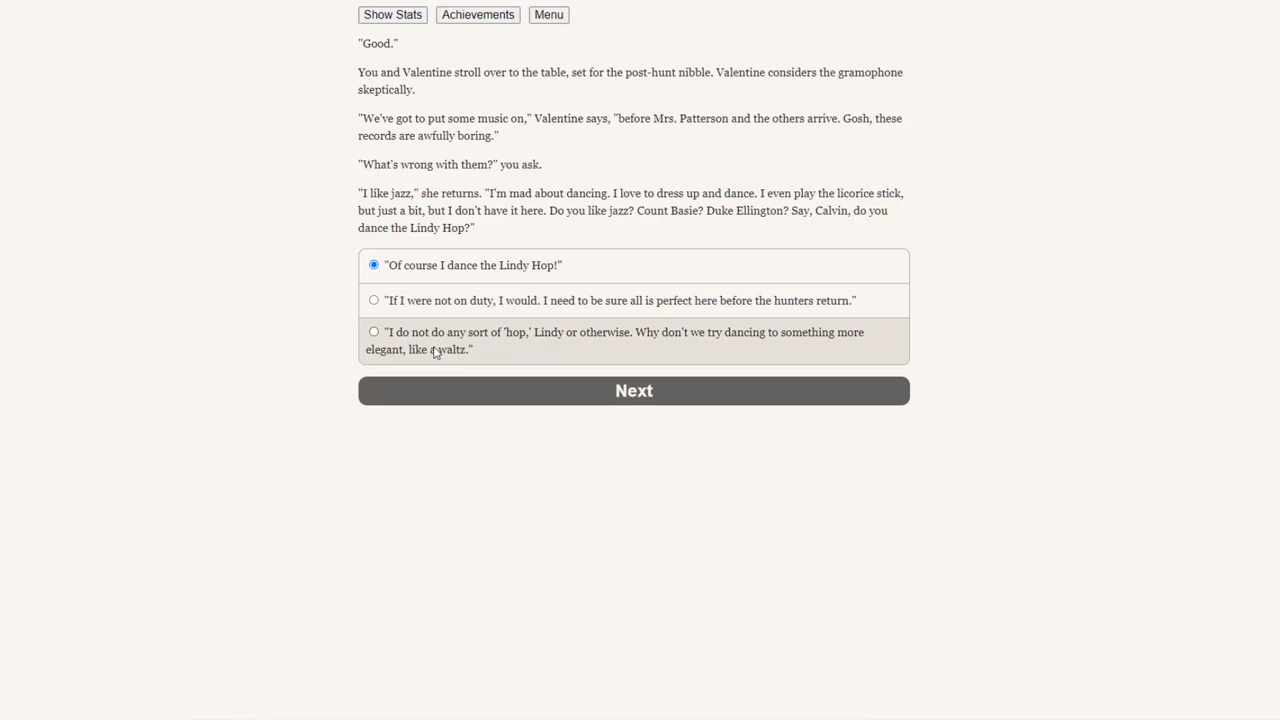 Show Stats Achievements Menu
"Good."
You and Valentine stroll over to the table, set for the post-hunt nibble. Valentine considers the gramophone
skeptically.
"We've got to put some music on," Valentine says, "before Mrs. Patterson and the others arrive. Gosh, these
records are awfully boring."
"What's wrong with them?" you ask.
"I like jazz," she returns. "I'm mad about dancing. I love to dress up and dance. I even play the licorice stick,
but just a bit, but I don't have it here. Do you like jazz? Count Basie? Duke Ellington? Say, Calvin, do you
dance the Lindy Hop?"
"Of course I dance the Lindy Hop!"
"If I were not on duty, I would. I need to be sure all is perfect here before the hunters return."
"I do not do any sort of 'hop,' Lindy or otherwise. Why don't we try dancing to something more
elegant, like a waltz."
Next